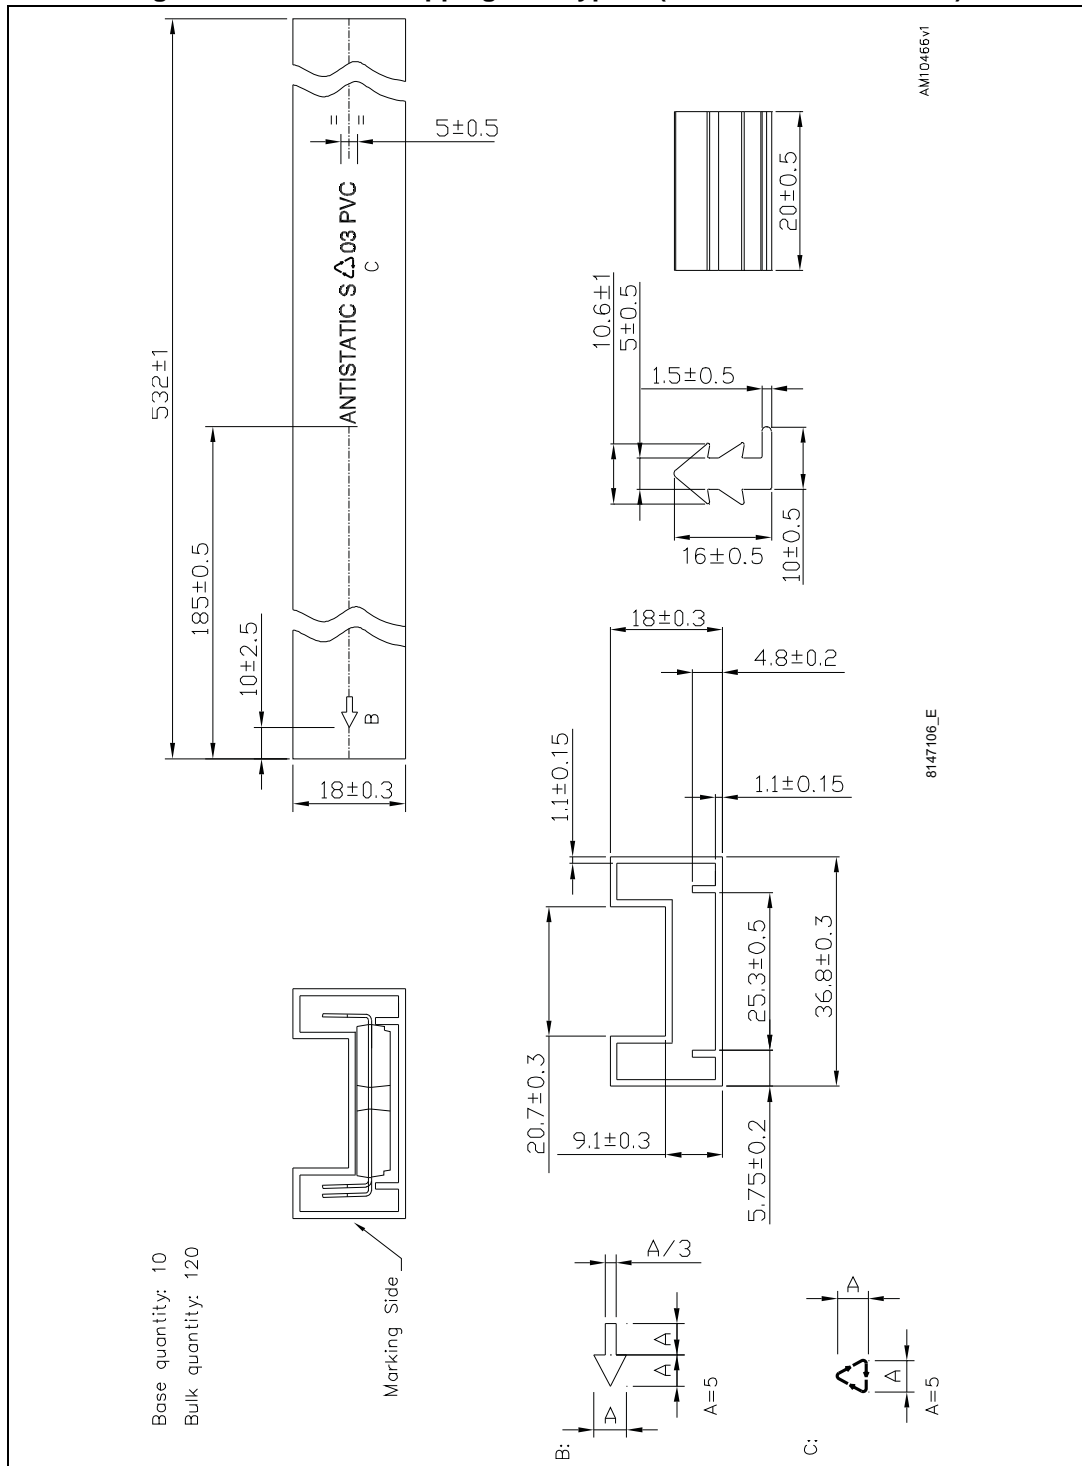 AM10466v1
532±1
185±0.5
10±2.5
18±0.3
5±0.5
=
=
ANTISTATIC S 03 PVC
C
B
20±0.5
10.6±1
5±0.5
1.5±0.5
16±0.5
10±0.5
18±0.3
4.8±0.2
1.1±0.15
1.1±0.15
20.7±0.3
25.3±0.5
36.8±0.3
9.1±0.3
5.75±0.2
8147106_E
Base quantity: 10
Bulk quantity: 120
Marking Side
B:
A/3
A
A
A
A=5
C:
A
A
A=5